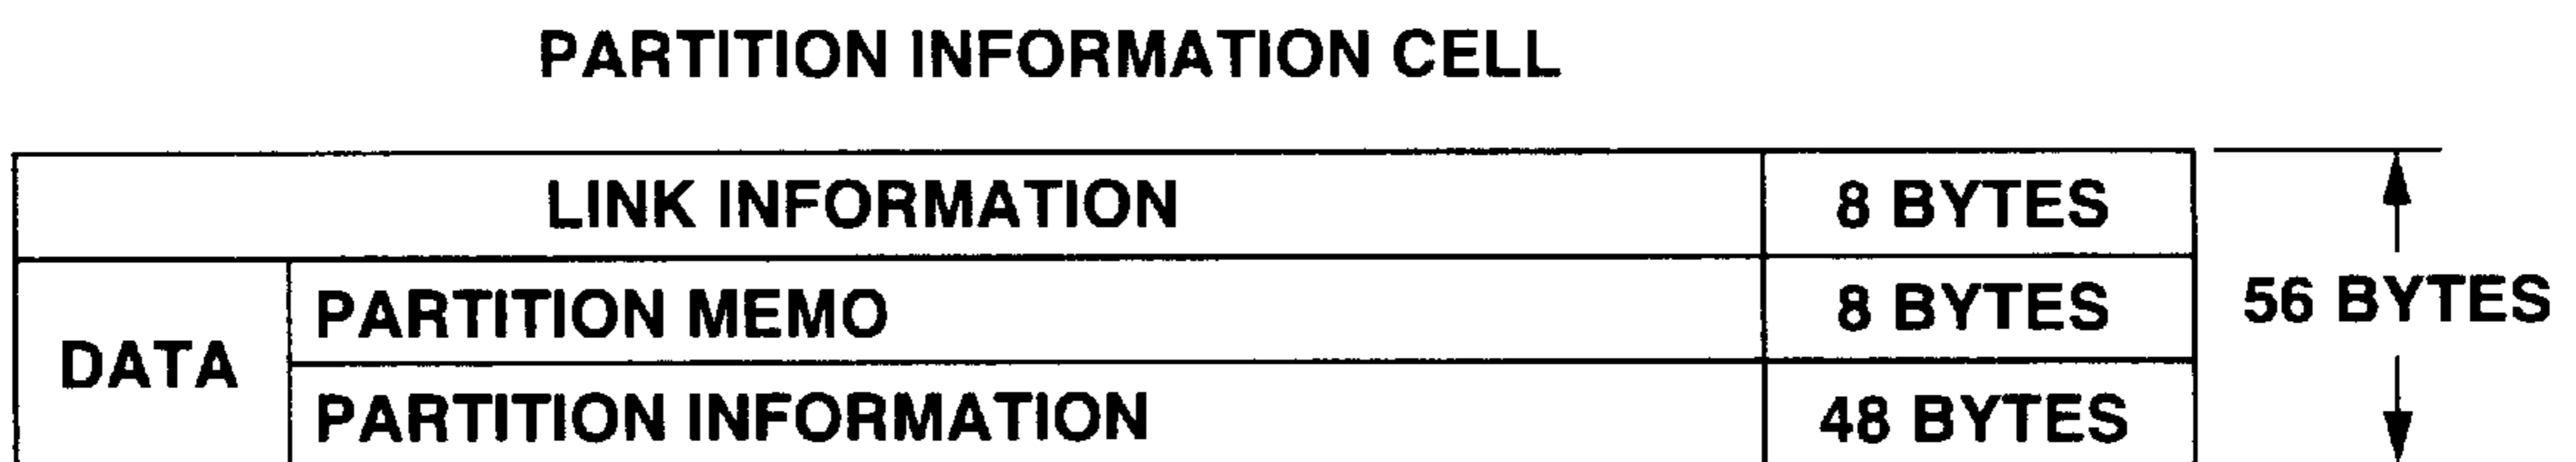 PARTITION INFORMATION CELL
LINK INFORMATION 8 BYTES
PARTITION MEMO 8 BYTES
56 BYTES
DATA
PARTITION INFORMATION 48 BYTES